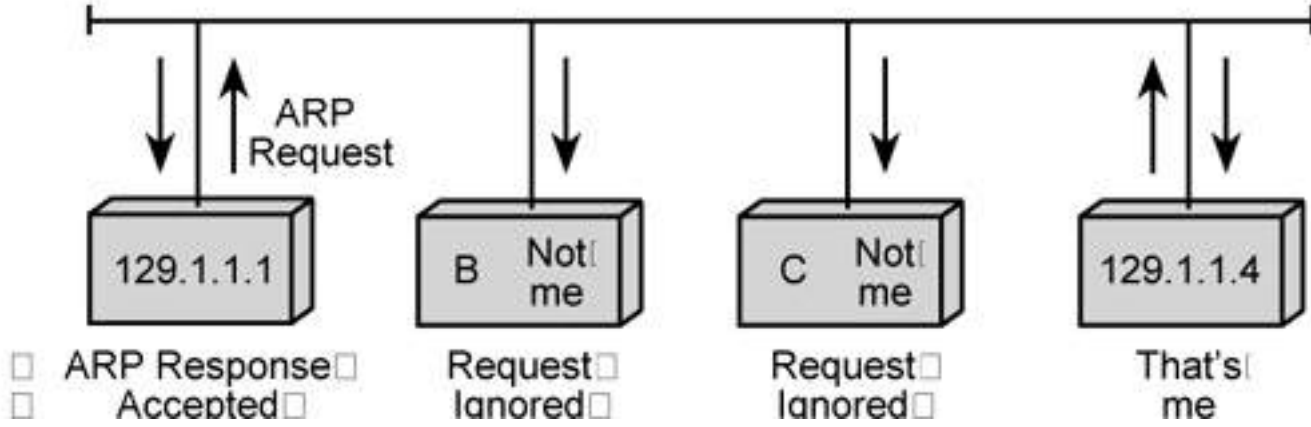 ARP
Request
129.1.1.1
B
Not
me
C
Not
me
129.1.1.4
ARP Response
Accepted
Request
Ignored
Request
Ignored
That's
me